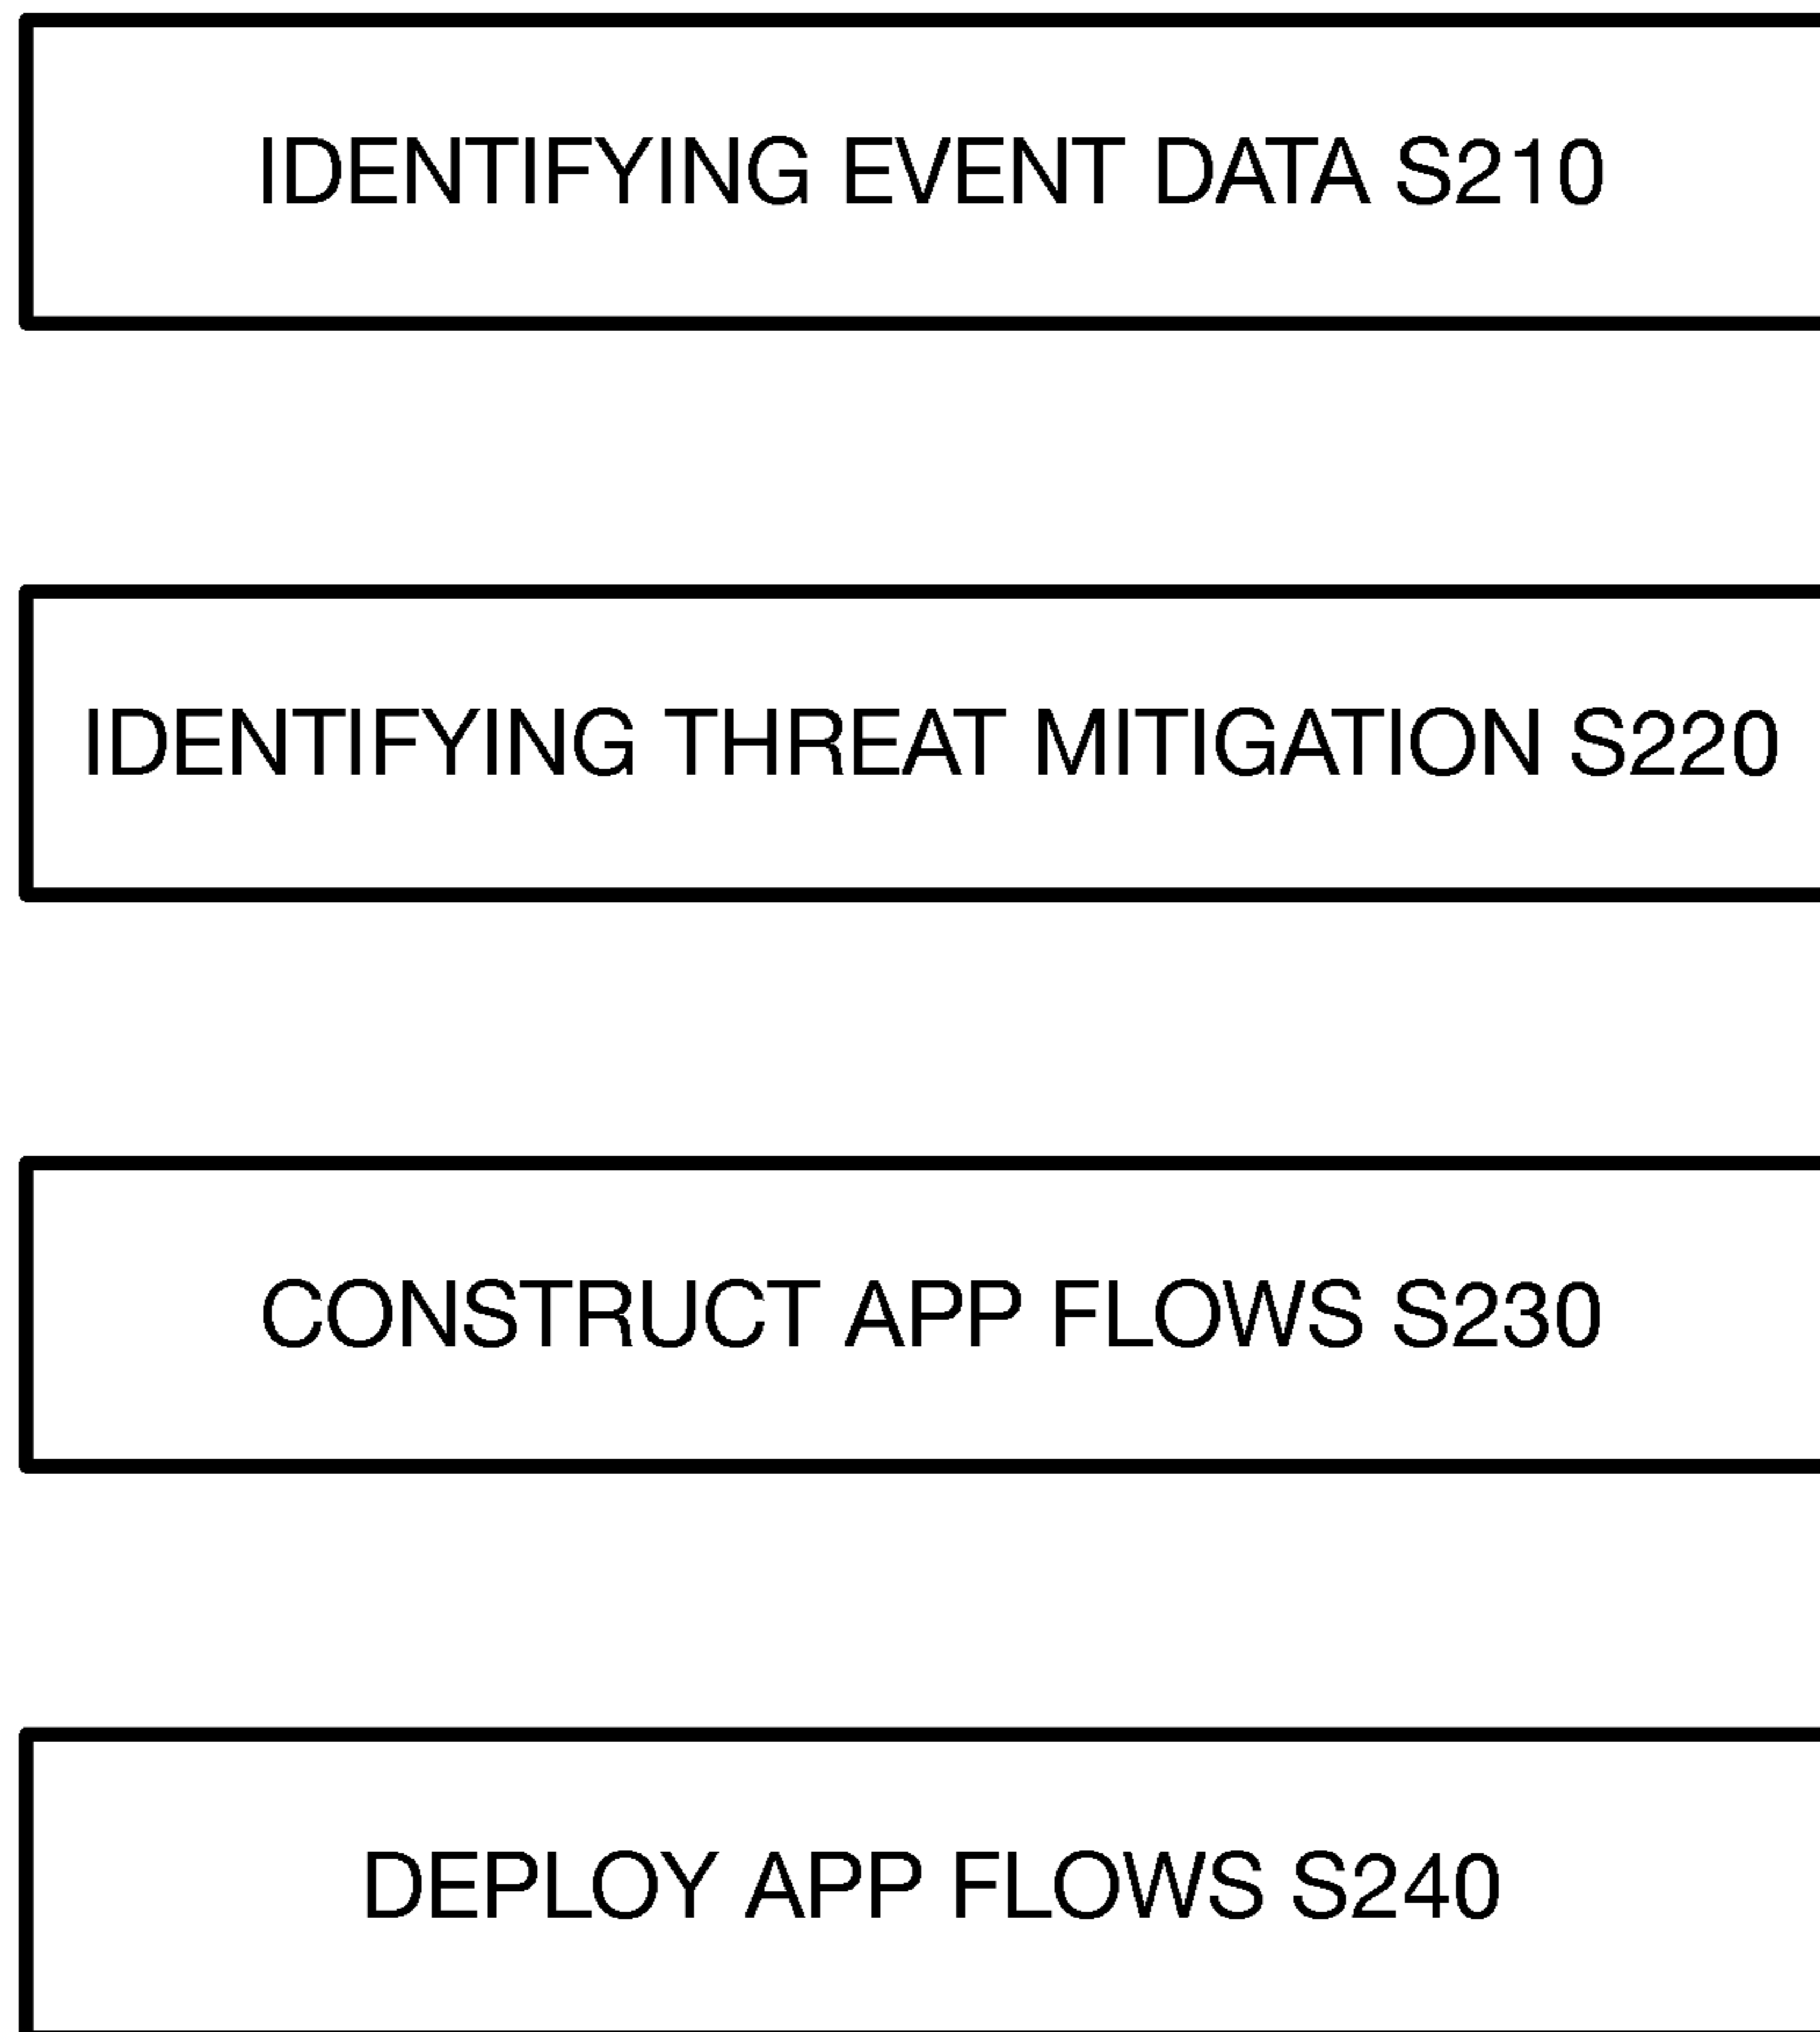 IDENTIFYING EVENT DATA S210
IDENTIFYING THREAT MITIGATION S220
CONSTRUCT APP FLOWS S230
DEPLOY APP FLOWS S240